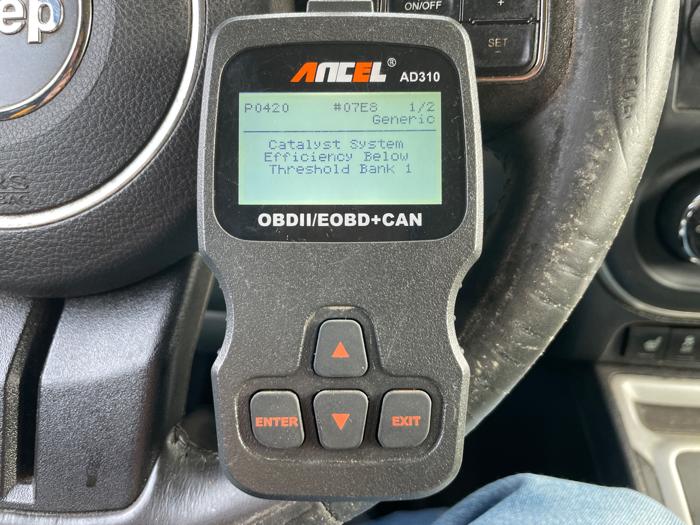 ep
ON/OFF
+
SET
ANCEL® AD310
P0420 #07E8 1/2
Generic
Catalyst System
Efficiency Below
Threshold Bank 1
OBDII/EOBD+CAN
ENTER
EXIT